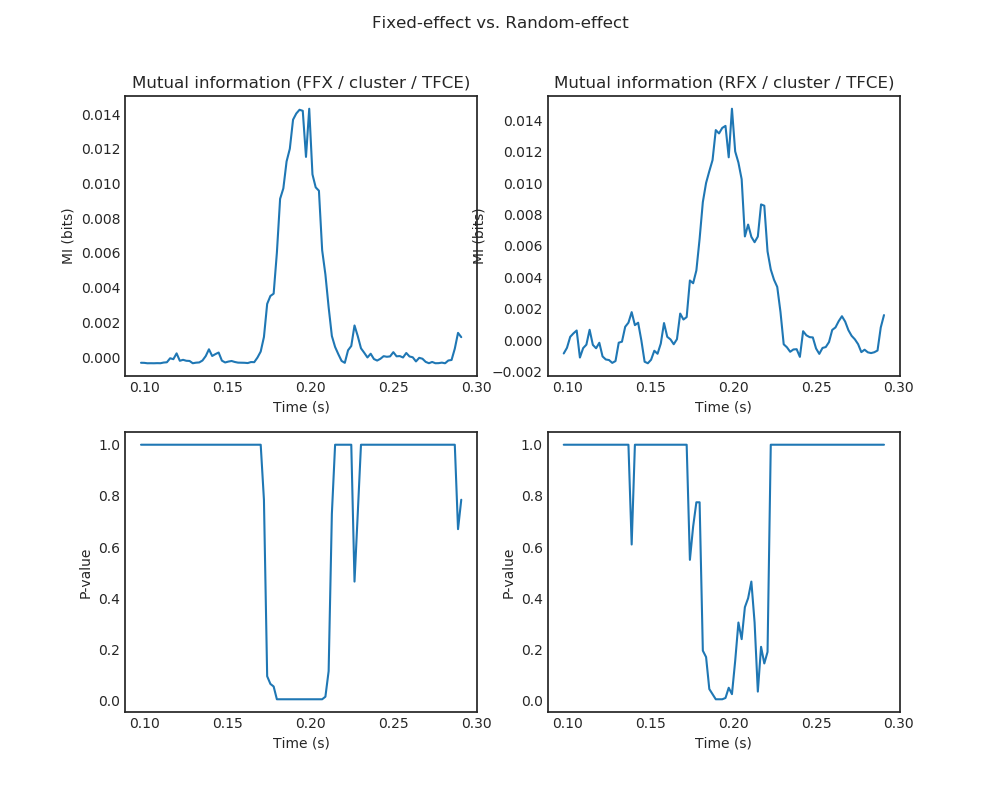 Fixed-effect vs. Random-effect
Mutual information (FFX / cluster / TFCE)
MI (bits)
0.014
0.012
0.010
0.008
0.006
0.004
0.002
0.000
0.10 0.15 0.20 0.25 0.30
Time (s)
Mutual information (RFX / cluster / TFCE)
MI (bits)
0.014
0.012
0.010
0.008
0.006
0.004
0.002
0.000
−0.002
0.10 0.15 0.20 0.25 0.30
Time (s)
P-value
1.0
0.8
0.6
0.4
0.2
0.0
0.10 0.15 0.20 0.25 0.30
Time (s)
P-value
1.0
0.8
0.6
0.4
0.2
0.0
0.10 0.15 0.20 0.25 0.30
Time (s)